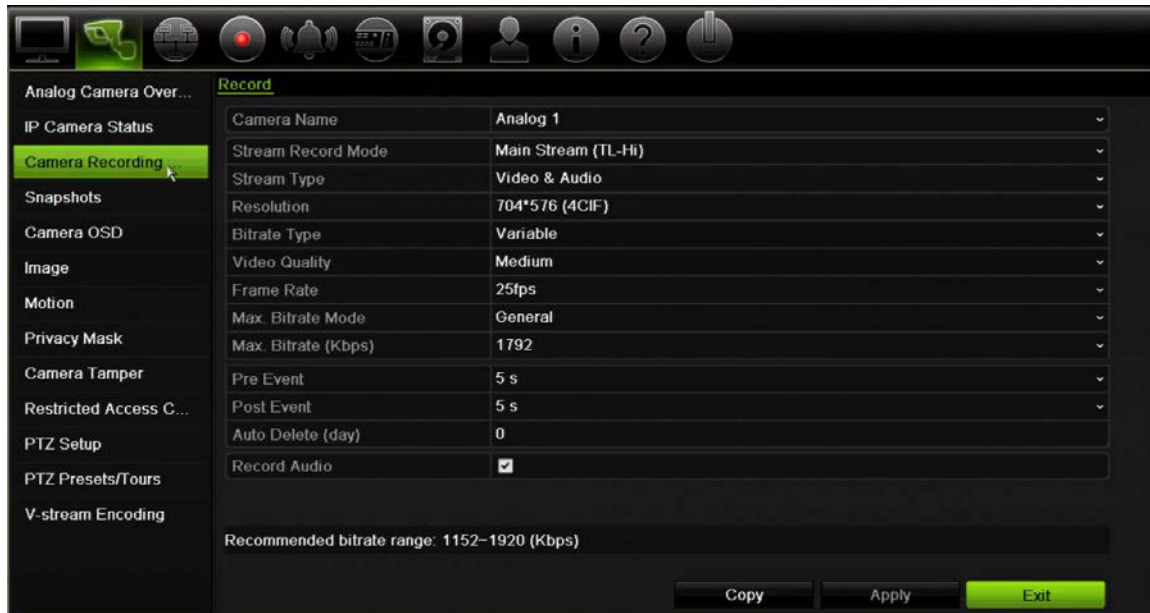 Analog Camera Over...
IP Camera Status
Camera Recording ...
Snapshots
Camera OSD
Image
Motion
Privacy Mask
Camera Tamper
Restricted Access C...
PTZ Setup
PTZ Presets/Tours
V-stream Encoding
Record
Camera Name Analog 1
Stream Record Mode Main Stream (TL-Hi)
Stream Type Video & Audio
Resolution 704*576 (4CIF)
Bitrate Type Variable
Video Quality Medium
Frame Rate 25fps
Max. Bitrate Mode General
Max. Bitrate (Kbps) 1792
Pre Event 5 s
Post Event 5 s
Auto Delete (day) 0
Record Audio
Recommended bitrate range: 1152~1920 (Kbps)
Copy Apply Exit